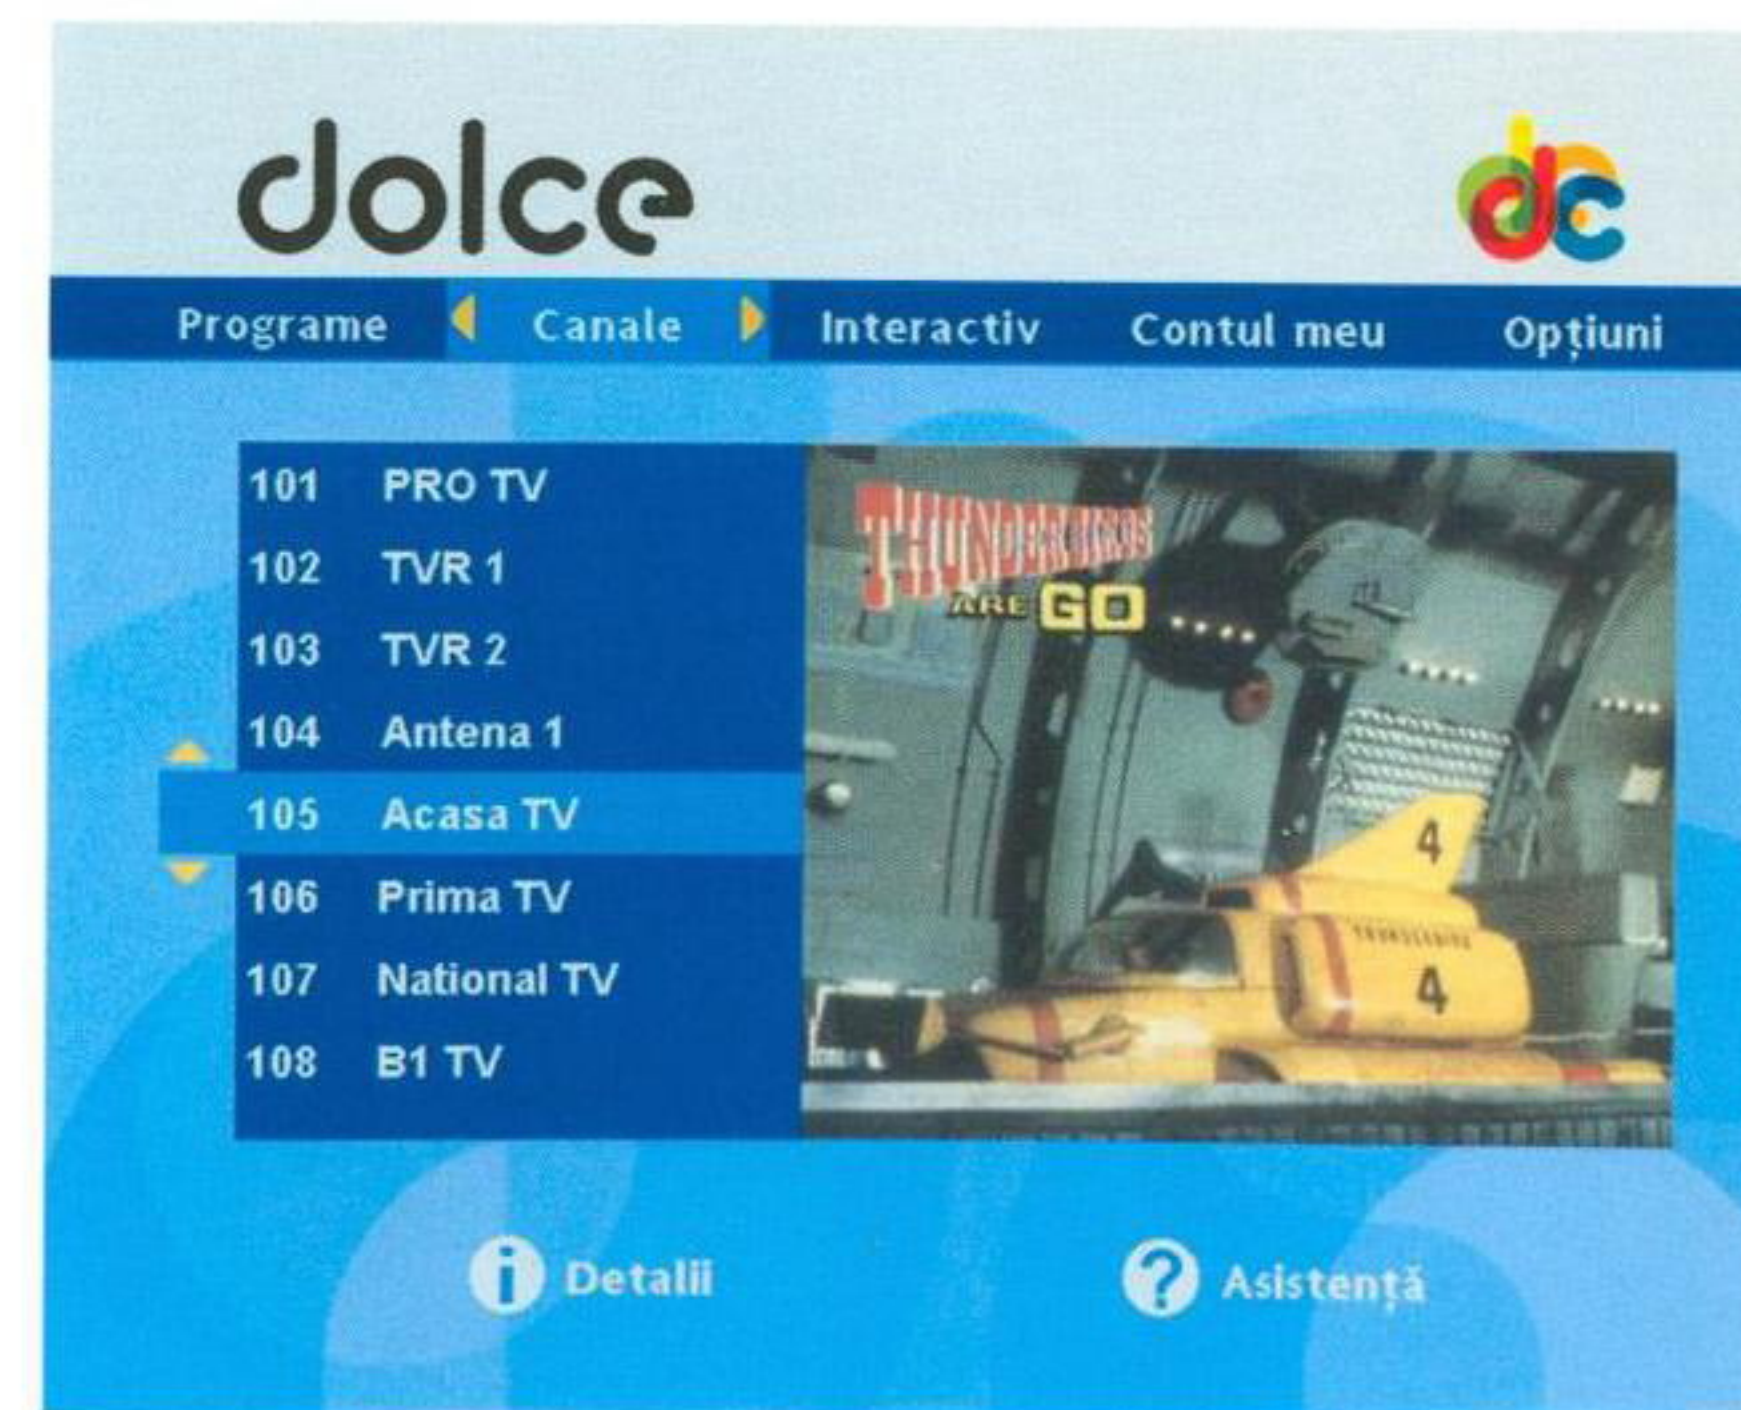 dolce
dc
Programe Canale Interactiv Contul meu Opțiuni
101 PRO TV
102 TVR 1
103 TVR 2
104 Antena 1
105 Acasa TV
106 Prima TV
107 National TV
108 B1 TV
THUNDERBIRDS
ARE GO
4
THUNDERBIRDS
4
i Detalii
? Asistență